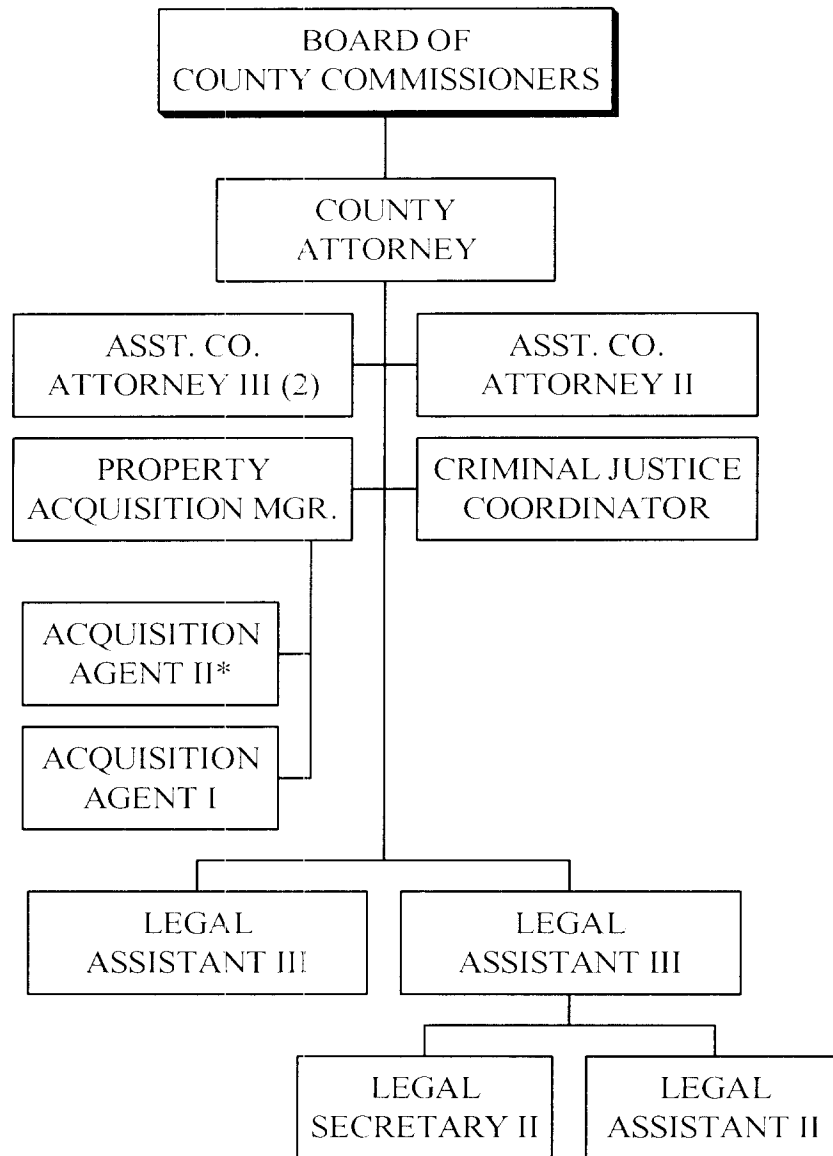 BOARD OF
COUNTY COMMISSIONERS
COUNTY
ATTORNEY
ASST. CO.
ATTORNEY III (2)
ASST. CO.
ATTORNEY II
PROPERTY
ACQUISITION MGR.
CRIMINAL JUSTICE
COORDINATOR
ACQUISITION
AGENT II*
ACQUISITION
AGENT I
LEGAL
ASSISTANT III
LEGAL
ASSISTANT III
LEGAL
SECRETARY II
LEGAL
ASSISTANT II